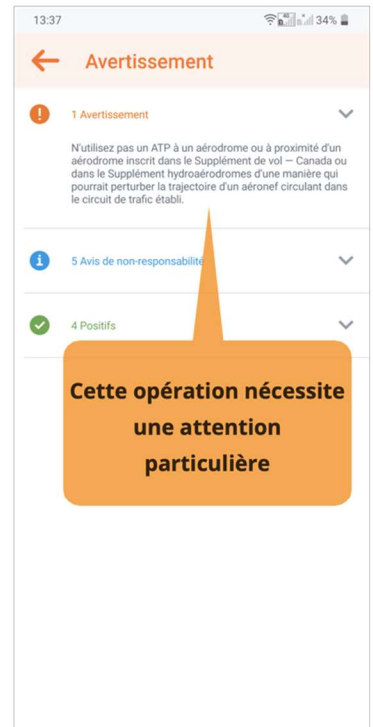 13:37
34%
Avertissement
1 Avertissement
N'utilisez pas un ATP à un aérodrome ou à proximité d'un
aérodrome inscrit dans le Supplément de vol — Canada ou
dans le Supplément hydroaérodromes d'une manière qui
pourrait perturber la trajectoire d'un aéronef circulant dans
le circuit de trafic établi.
5 Avis de non-responsabilité
4 Positifs
Cette opération nécessite
une attention
particulière